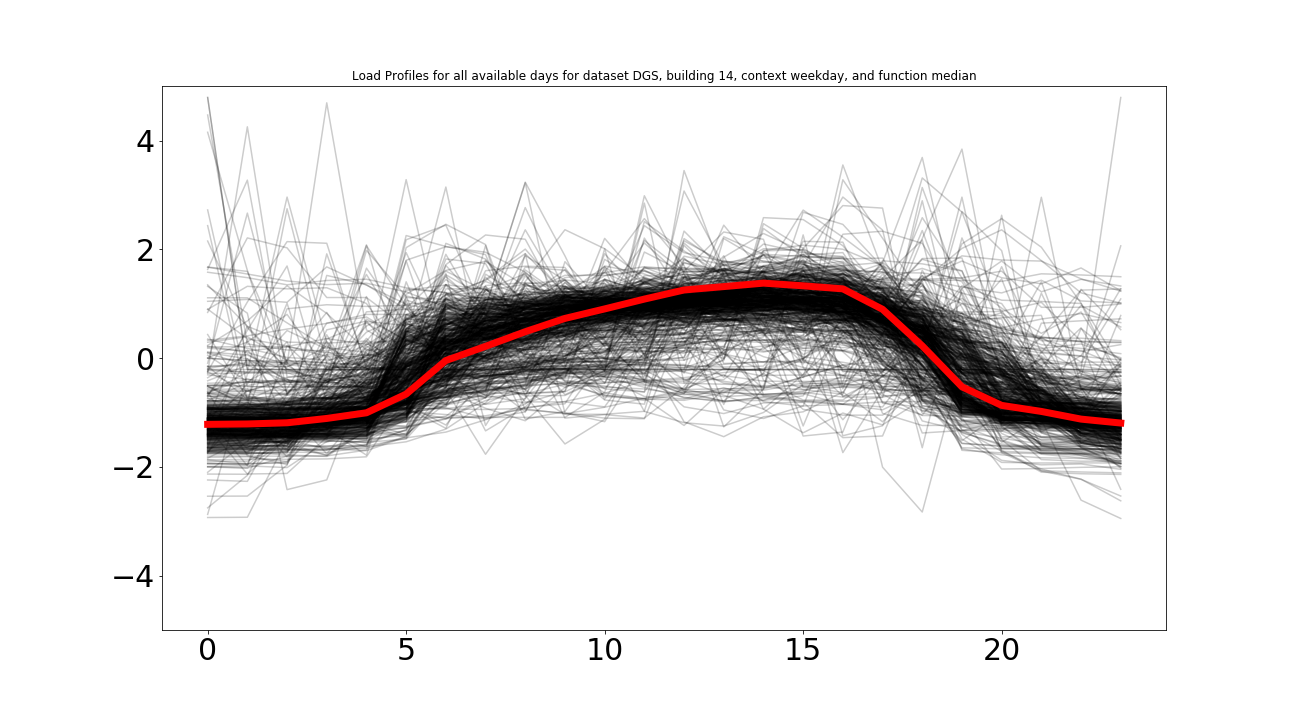 Load Profiles for all available days for dataset DGS, building 14, context weekday, and function median
4
2
0
−2
−4
0 5 10 15 20